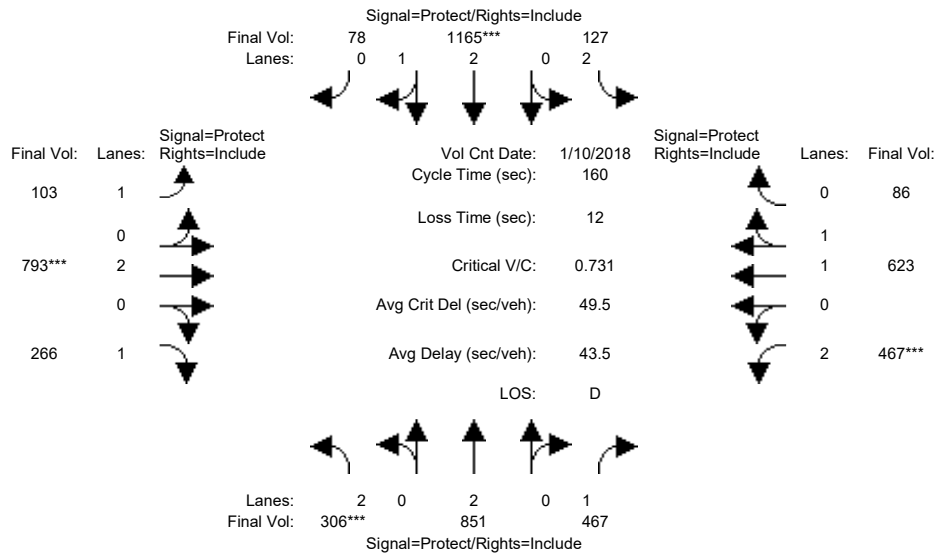 Signal=Protect/Rights=Include
Final Vol: 78 1165*** 127
Lanes: 0 1 2 0 2
Signal=Protect Signal=Protect
Final Vol: Lanes: Rights=Include Vol Cnt Date: 1/10/2018 Rights=Include Lanes: Final Vol:
Cycle Time (sec): 160
103 1 0 86
Loss Time (sec): 12
0 1
793*** 2 Critical V/C: 0.731 1 623
0 Avg Crit Del (sec/veh): 49.5 0
266 1 Avg Delay (sec/veh): 43.5 2 467***
LOS: D
Lanes: 2 0 2 0 1
Final Vol: 306*** 851 467
Signal=Protect/Rights=Include